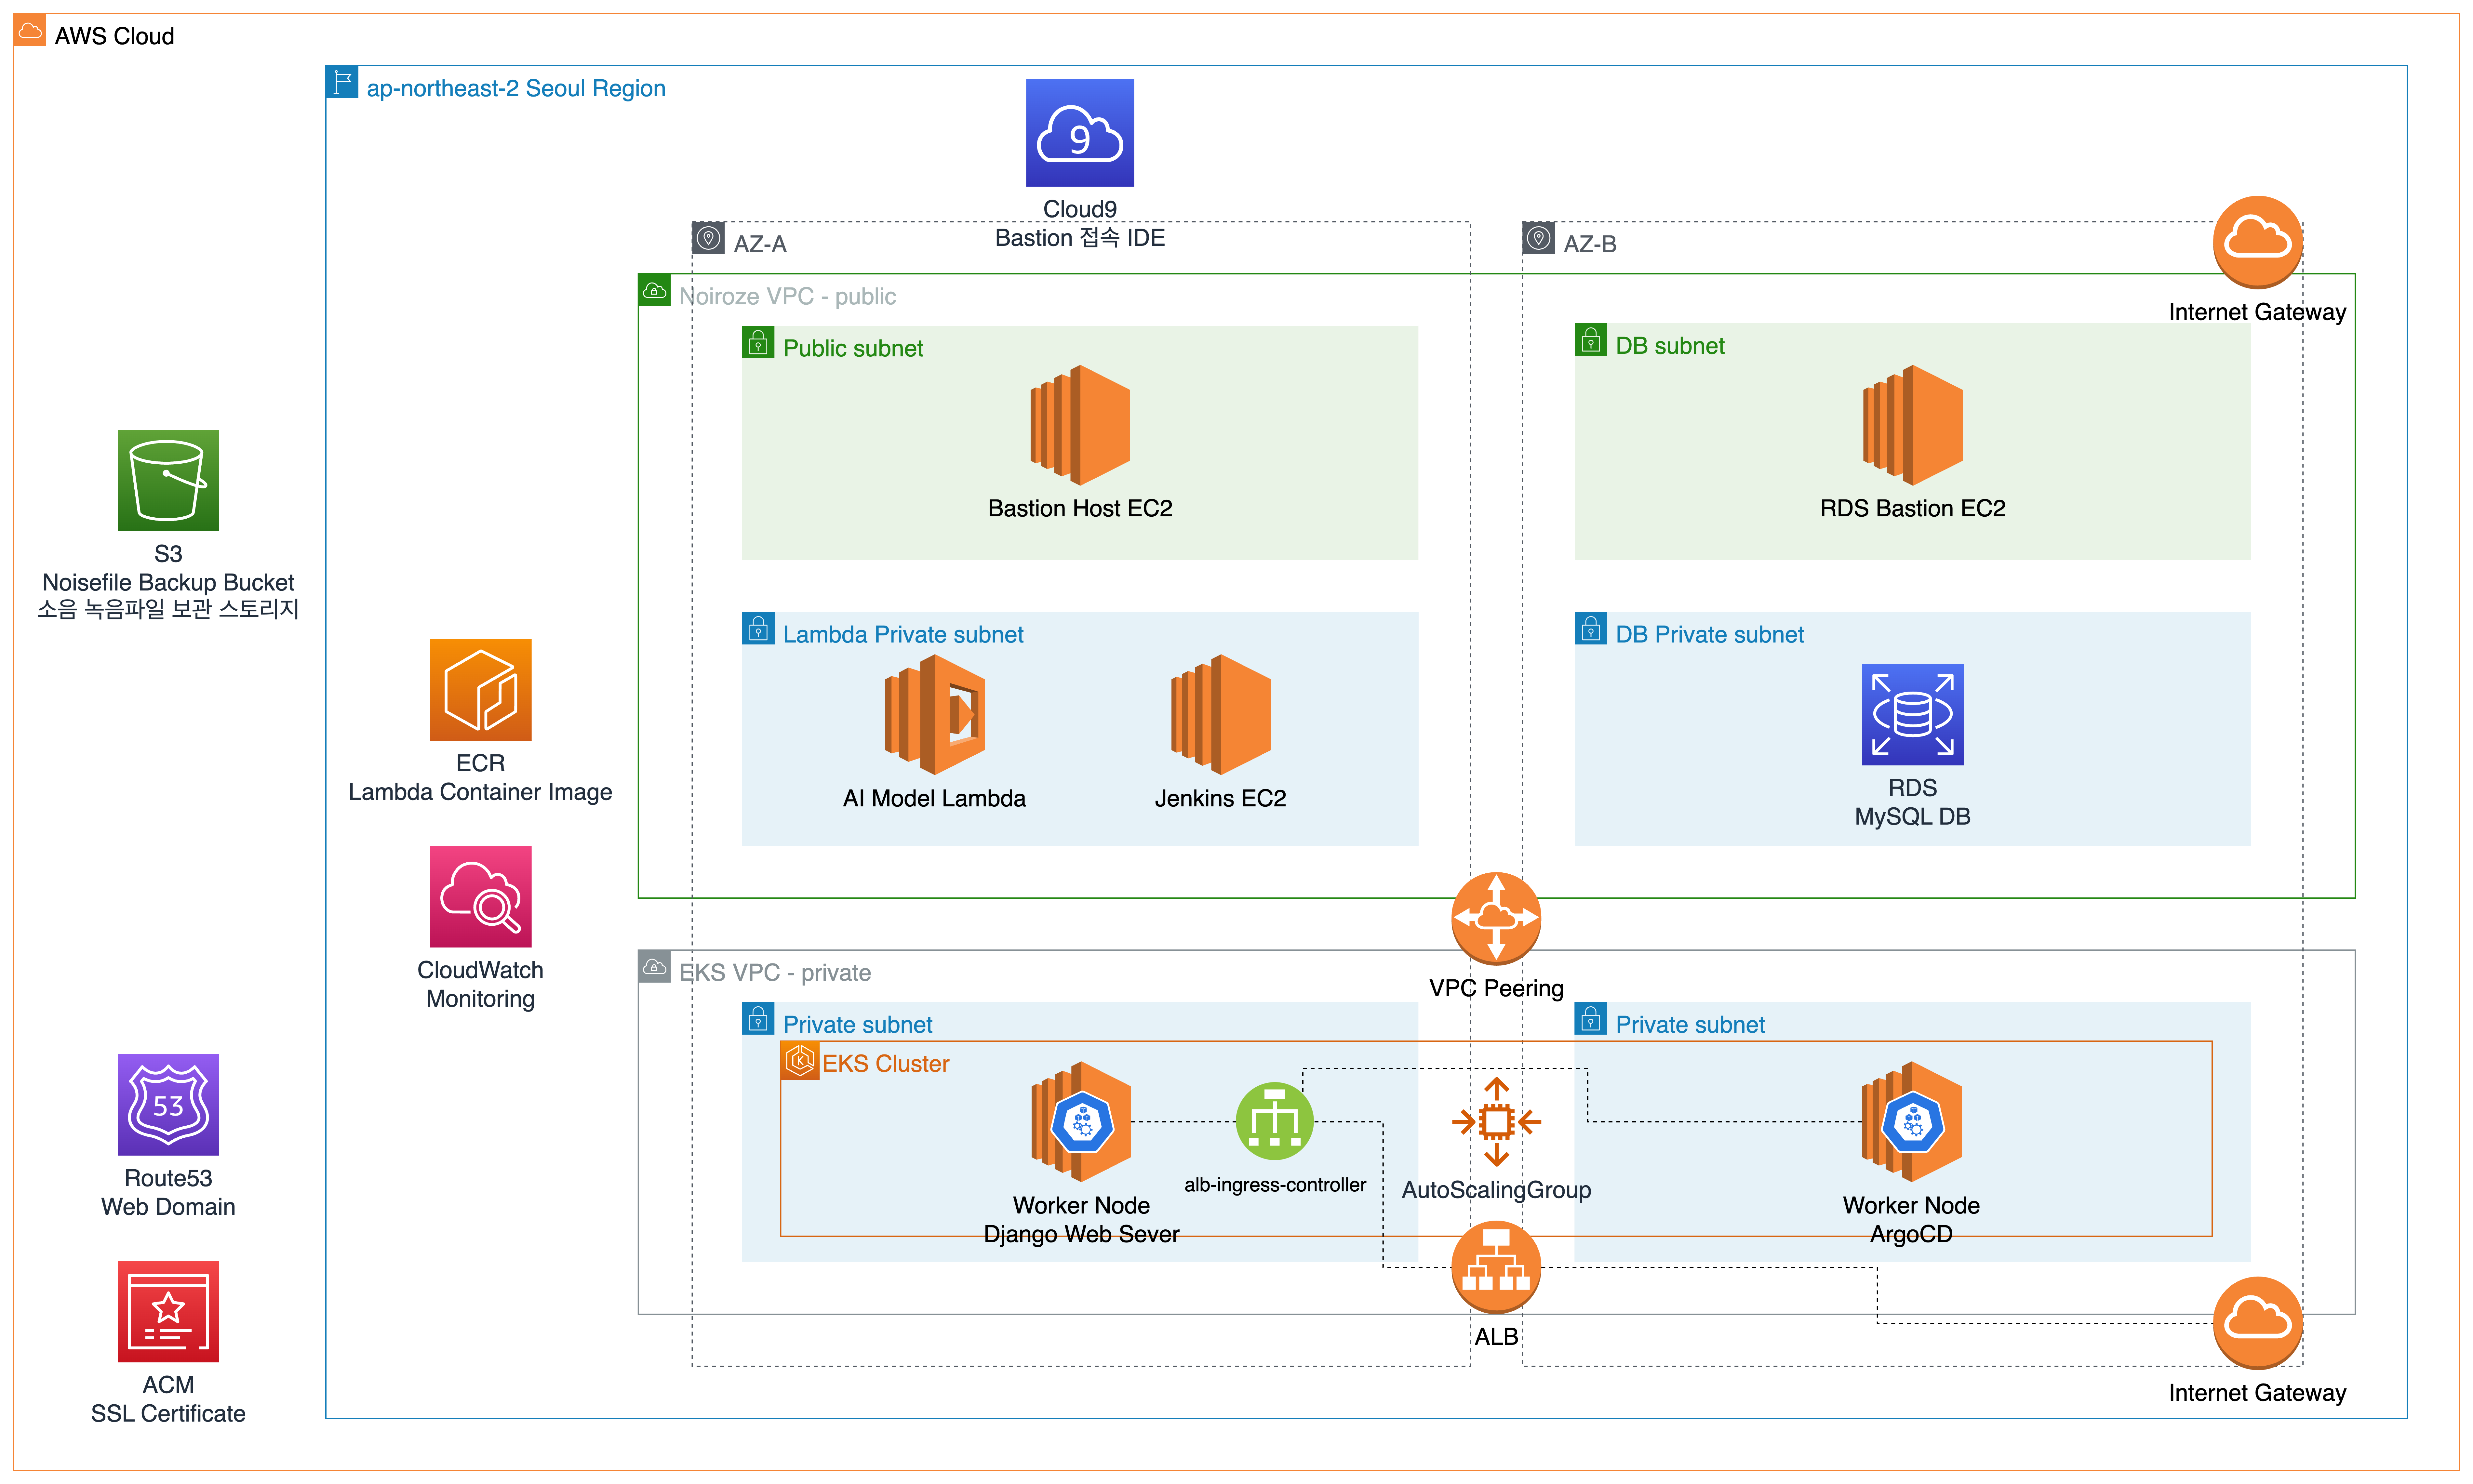 AWS Cloud
ap-northeast-2 Seoul Region
9
Cloud9
Bastion 접속 IDE
AZ-A
AZ-B
Internet Gateway
Noiroze VPC - public
Public subnet
Bastion Host EC2
DB subnet
RDS Bastion EC2
S3
Noisefile Backup Bucket
소음 녹음파일 보관 스토리지
Lambda Private subnet
AI Model Lambda
Jenkins EC2
DB Private subnet
RDS
MySQL DB
ECR
Lambda Container Image
CloudWatch
Monitoring
VPC Peering
EKS VPC - private
Private subnet
Private subnet
K
EKS Cluster
Worker Node
Django Web Sever
alb-ingress-controller
AutoScalingGroup
Worker Node
ArgoCD
ALB
Internet Gateway
53
Route53
Web Domain
ACM
SSL Certificate